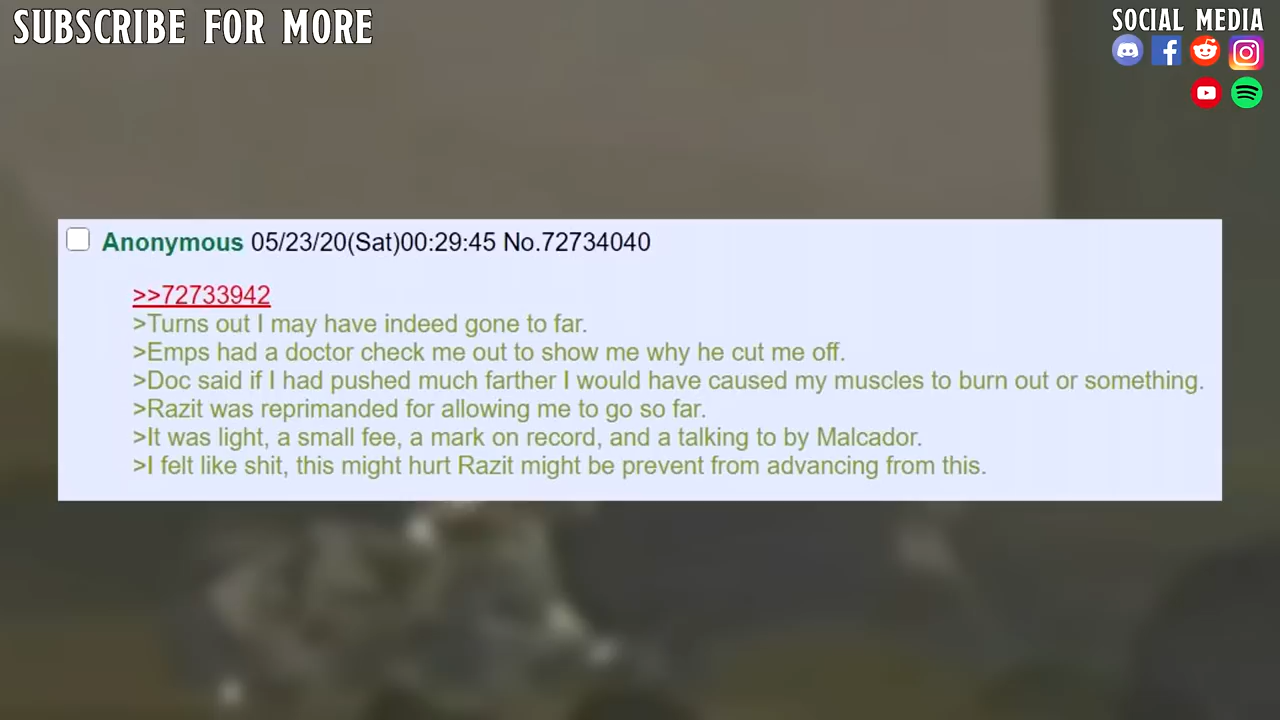 SUBSCRIBE FOR MORE
SOCIAL MEDIA
Anonymous 05/23/20(Sat)00:29:45 No.72734040
>>72733942
>Turns out I may have indeed gone to far.
>Emps had a doctor check me out to show me why he cut me off.
>Doc said if I had pushed much farther I would have caused my muscles to burn out or something.
>Razit was reprimanded for allowing me to go so far.
>It was light, a small fee, a mark on record, and a talking to by Malcador.
>I felt like shit, this might hurt Razit might be prevent from advancing from this.